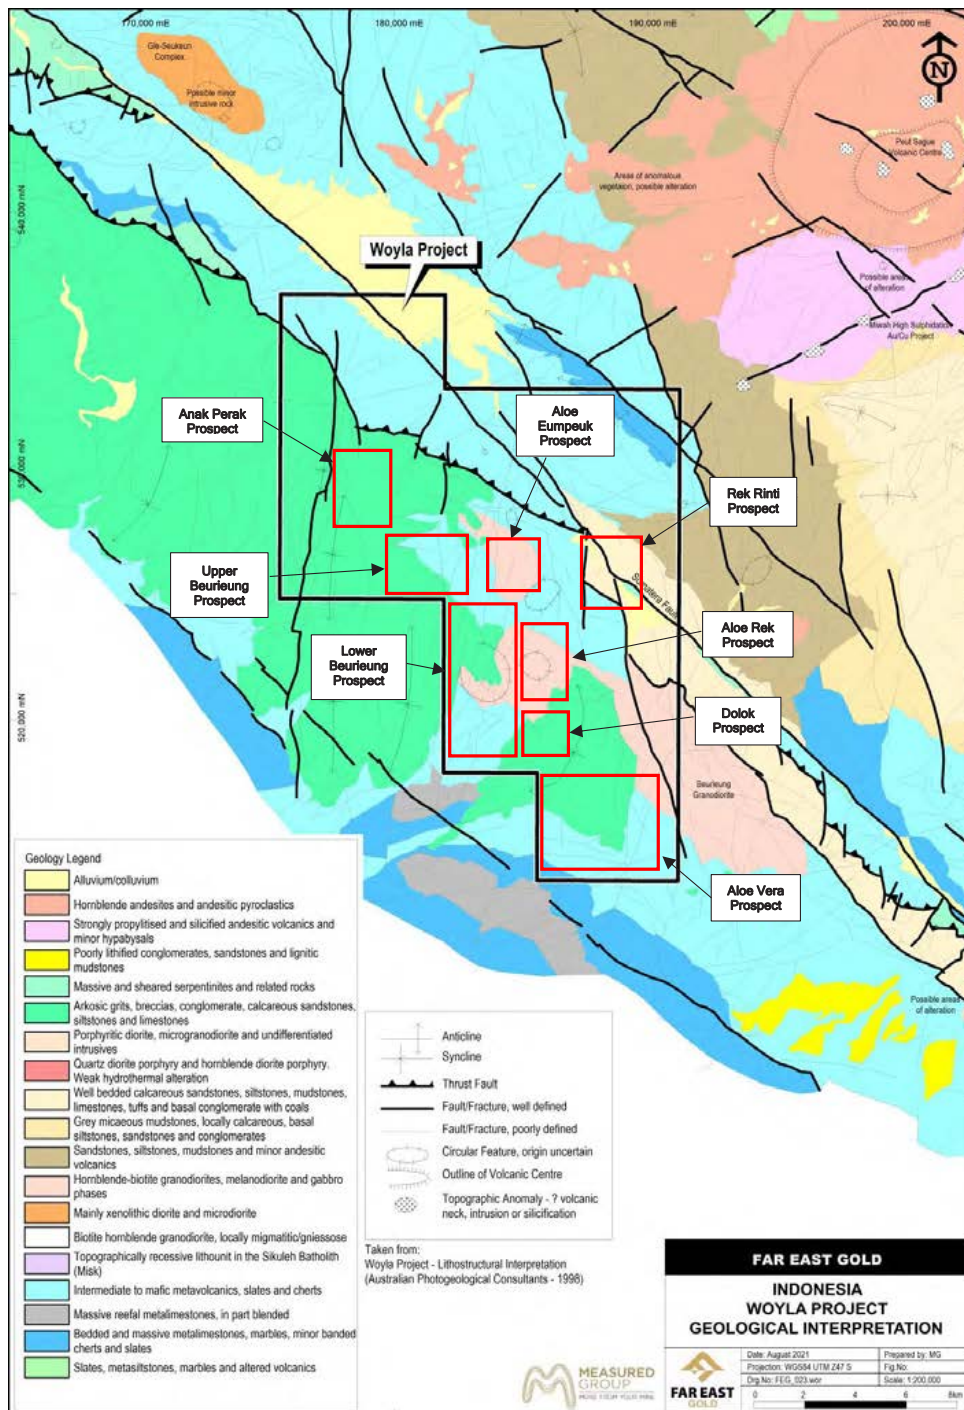 170,000 mE
180,000 mE
190,000 mE
200,000 mE
540,000 mN
530,000 mN
520,000 mN
N
Gle-Seukeun
Complex
Possible minor
intrusive rock
Peut Sague
Volcanic Centre
Areas of anomalous
vegetaion, possible alteration
Woyla Project
Possible areas
of alteration
Miwah High Sulphidation
Au/Cu Project
Anak Perak
Prospect
Aloe
Eumpeuk
Prospect
Rek Rinti
Prospect
Upper
Beurieung
Prospect
Sumatera Fault
Lower
Beurieung
Prospect
Aloe Rek
Prospect
Dolok
Prospect
Beurieung
Granodiorite
Aloe Vera
Prospect
Possible areas
of alteration
Geology Legend
Alluvium/colluvium
Hornblende andesites and andesitic pyroclastics
Strongly propylitised and silicified andesitic volcanics and
minor hypabysals
Poorly lithified conglomerates, sandstones and lignitic
mudstones
Massive and sheared serpentinites and related rocks
Arkosic grits, breccias, conglomerate, calcareous sandstones,
siltstones and limestones
Porphyritic diorite, microgranodiorite and undifferentiated
intrusives
Quartz diorite porphyry and hornblende diorite porphyry.
Weak hydrothermal alteration
Well bedded calcareous sandstones, siltstones, mudstones,
limestones, tuffs and basal conglomerate with coals
Grey micaeous mudstones, locally calcareous, basal
siltstones, sandstones and conglomerates
Sandstones, siltstones, mudstones and minor andesitic
volcanics
Hornblende-biotite granodiorites, melanodiorite and gabbro
phases
Mainly xenolithic diorite and microdiorite
Biotite hornblende granodiorite, locally migmatitic/gniessose
Topographically recessive lithounit in the Sikuleh Batholith
(Misk)
Intermediate to mafic metavolcanics, slates and cherts
Massive reefal metalimestones, in part blended
Bedded and massive metalimestones, marbles, minor banded
cherts and slates
Slates, metasiltstones, marbles and altered volcanics
Anticline
Syncline
Thrust Fault
Fault/Fracture, well defined
Fault/Fracture, poorly defined
Circular Feature, origin uncertain
Outline of Volcanic Centre
Topographic Anomaly - ? volcanic
neck, intrusion or silicification
Taken from:
Woyla Project - Lithostructural Interpretation
(Australian Photogeological Consultants - 1998)
MEASURED
GROUP
MORE FROM YOUR MINE
FAR EAST GOLD
INDONESIA
WOYLA PROJECT
GEOLOGICAL INTERPRETATION
FAR EAST
GOLD
Date: August 2021
Prepared by: MG
Projection: WGS84 UTM Z47 S
Fig.No:
Drg.No: FEG_023.wor
Scale: 1:200,000
0 2 4 6 8km